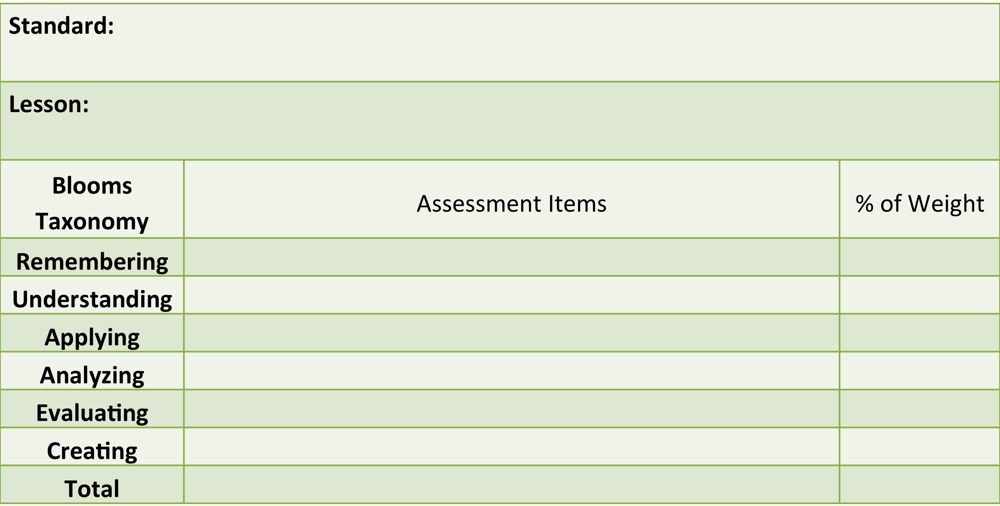 Standard:
Lesson:
Blooms
Taxonomy
Assessment Items
% of Weight
Remembering
Understanding
Applying
Analyzing
Evaluating
Creating
Total